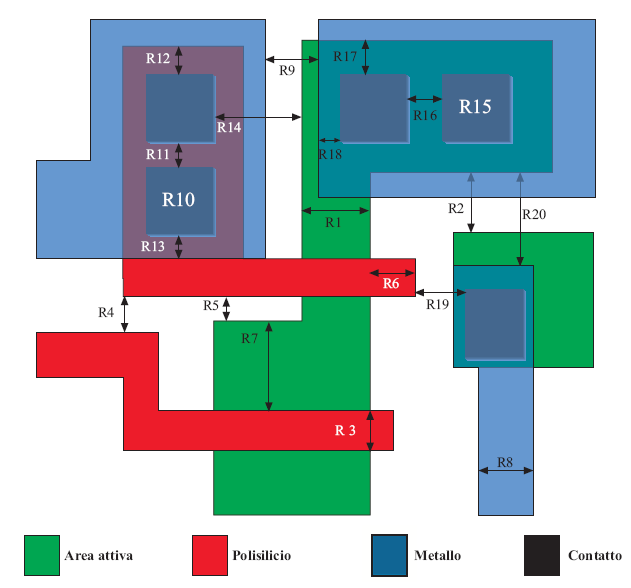 R12
R17
R9
R14
R16
R15
R11
R18
R10
R1
R2
R20
R13
R6
R4
R5
R19
R7
R 3
R8
Area attiva
Polisilicio
Metallo
Contatto